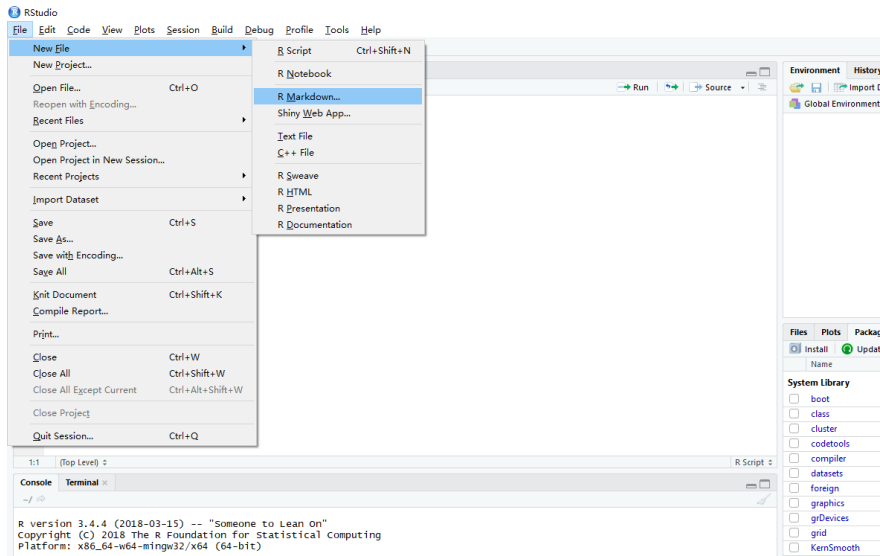 RStudio
File Edit Code View Plots Session Build Debug Profile Tools Help
New File
New Project...
Open File... Ctrl+O
Reopen with Encoding...
Recent Files
Open Project...
Open Project in New Session...
Recent Projects
Import Dataset
Save Ctrl+S
Save As...
Save with Encoding...
Save All Ctrl+Alt+S
Knit Document Ctrl+Shift+K
Compile Report...
Print...
Close Ctrl+W
Close All Ctrl+Shift+W
Close All Except Current Ctrl+Alt+Shift+W
Close Project
Quit Session... Ctrl+Q
R Script Ctrl+Shift+N
R Notebook
R Markdown...
Shiny Web App...
Text File
C++ File
R Sweave
R HTML
R Presentation
R Documentation
Run Source
1:1 (Top Level) R Script
Console Terminal
~/
R version 3.4.4 (2018-03-15) -- "Someone to Lean On"
Copyright (C) 2018 The R Foundation for Statistical Computing
Platform: x86_64-w64-mingw32/x64 (64-bit)
Environment History
Import D
Global Environment
Files Plots Packag
Install Updat
Name
System Library
boot
class
cluster
codetools
compiler
datasets
foreign
graphics
grDevices
grid
KernSmooth